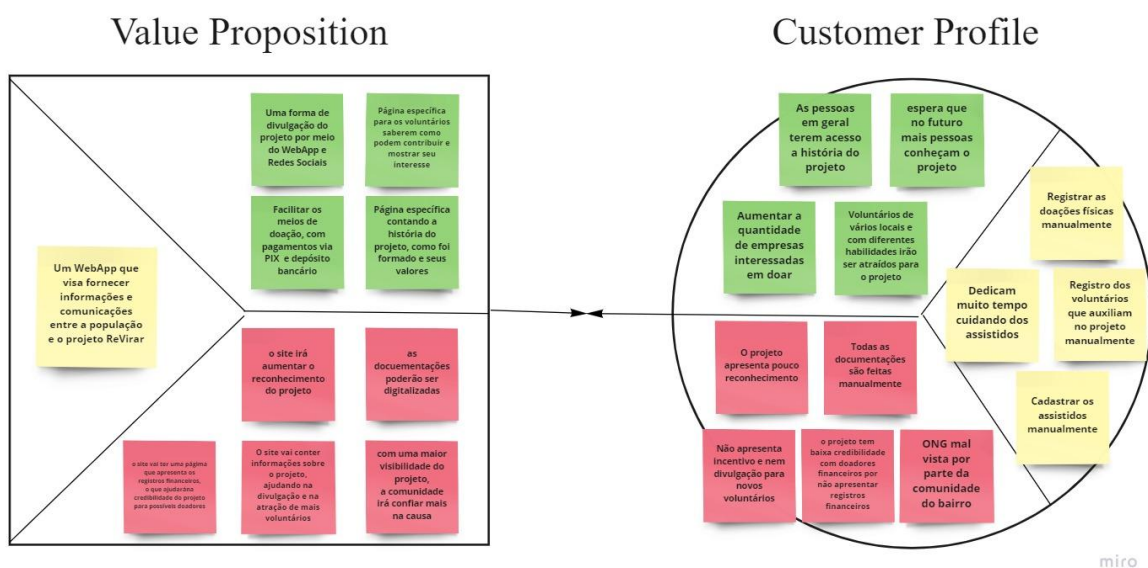 Value Proposition
Customer Profile
Uma forma de
divulgação do
projeto por meio
do WebApp e
Redes Sociais
Página específica
para os voluntários
saberem como
podem contribuir e
mostrar seu
interesse
Facilitar os
meios de
doação, com
pagamentos via
PIX e depósito
bancário
Página específica
contando a
história do
projeto, como foi
formado e seus
valores
Um WebApp que
visa fornecer
informações e
comunicações
entre a população
e o projeto ReVirar
o site irá
aumentar o
reconhecimento
do projeto
as
docuementações
poderão ser
digitalizadas
o site vai ter uma página
que apresenta os
registros financeiros,
o que ajudaróna
credibilidade do projeto
para possíveis doadores
O site vai conter
informações sobre
o projeto,
ajudando na
divulgação e na
atração de mais
voluntários
com uma maior
visibilidade do
projeto,
a comunidade
irá confiar mais
na causa
As pessoas
em geral
terem acesso
a história do
projeto
espera que
no futuro
mais pessoas
conheçam o
projeto
Aumentar a
quantidade
de empresas
interessadas
em doar
Voluntários de
vários locais e
com diferentes
habilidades irão
ser atraídos para
o projeto
Registrar as
doações físicas
manualmente
Dedicam
muito tempo
cuidando dos
assistidos
Registro dos
voluntários
que auxiliam
no projeto
manualmente
Cadastrar os
assistidos
manualmente
O projeto
apresenta pouco
reconhecimento
Todas as
documentações
são feitas
manualmente
Não apresenta
incentivo e nem
divulgação para
novos
voluntários
o projeto tem
baixa credibilidade
com doadores
financeiros por
não apresentar
registros
financeiros
ONG mal
vista por
parte da
comunidade
do bairro
miro